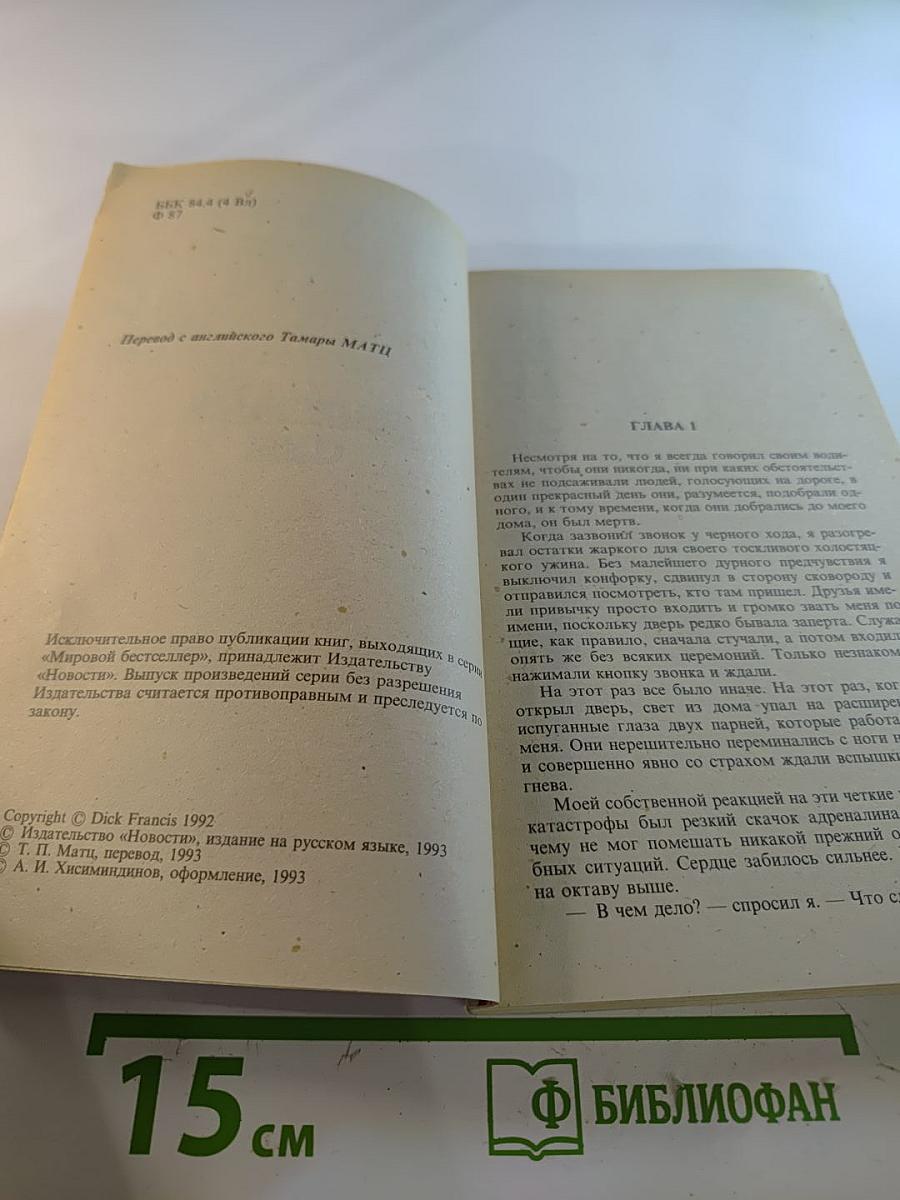 ББК 84.4 (4 Вл)
Ф 87
Перевод с английского Тамары МАТЦ
Исключительное право публикации книг, выходящих в серии
«Мировой бестселлер», принадлежит Издательству
«Новости». Выпуск произведений серии без разрешения
Издательства считается противоправным и преследуется по
закону.
Copyright © Dick Francis 1992
© Издательство «Новости», издание на русском языке, 1993
© Т. П. Матц, перевод, 1993
© А. И. Хисиминдинов, оформление, 1993
ГЛАВА 1
Несмотря на то, что я всегда говорил своим води-
телям, чтобы они никогда, ни при каких обстоятельст-
вах не подсаживали людей, голосующих на дороге, в
один прекрасный день они, разумеется, подобрали од-
ного, и к тому времени, когда они добрались до моего
дома, он был мертв.
Когда зазвонил звонок у черного хода, я разогре-
вал остатки жаркого для своего тоскливого холостяц-
кого ужина. Без малейшего дурного предчувствия я
выключил конфорку, сдвинул в сторону сковороду и
отправился посмотреть, кто там пришел. Друзья име-
ли привычку просто входить и громко звать меня по
имени, поскольку дверь редко бывала заперта. Служа
щие, как правило, сначала стучали, а потом входил
опять же без всяких церемоний. Только незнаком
нажимали кнопку звонка и ждали.
На этот раз все было иначе. На этот раз, ког
открыл дверь, свет из дома упал на расширен
испуганные глаза двух парней, которые работа
меня. Они нерешительно переминались с ноги н
и совершенно явно со страхом ждали вспышки
гнева.
Моей собственной реакцией на эти четкие
катастрофы был резкий скачок адреналина
чему не мог помешать никакой прежний о
бных ситуаций. Сердце забилось сильнее.
на октаву выше.
— В чем дело? — спросил я. — Что сл
15 см
Ф БИБЛИОФАН